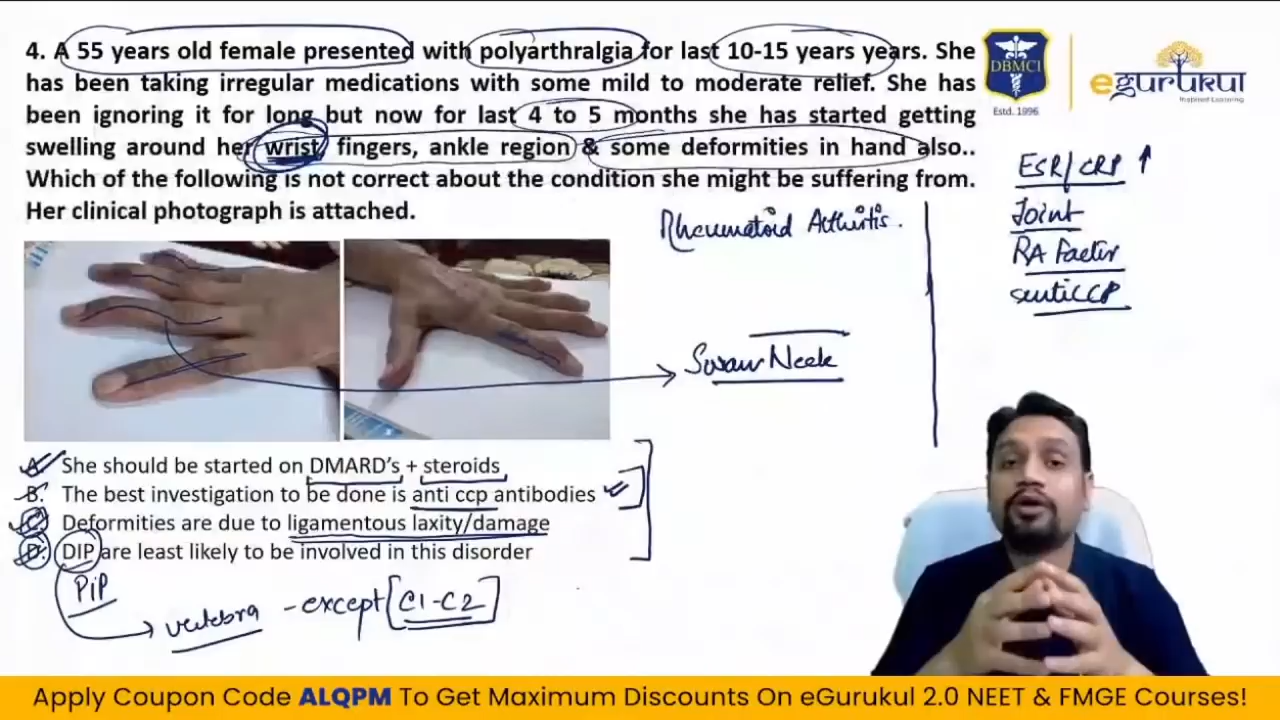 4. A 55 years old female presented with polyarthralgia for last 10-15 years years. She
has been taking irregular medications with some mild to moderate relief. She has
been ignoring it for long but now for last 4 to 5 months she has started getting
swelling around her wrist, fingers, ankle region & some deformities in hand also..
Which of the following is not correct about the condition she might be suffering from.
Her clinical photograph is attached.
DBMCI
Estd. 1996
eGurukul
Inspired Learning
ESR/CRP ↑
Joint
RA Factor
antiCCP
Rheumatoid Arthritis.
Swan Neck
A. She should be started on DMARD's + steroids
B. The best investigation to be done is anti ccp antibodies
C. Deformities are due to ligamentous laxity/damage
D. DIP are least likely to be involved in this disorder
PIP
vertebra - except [C1-C2]
Apply Coupon Code ALQPM To Get Maximum Discounts On eGurukul 2.0 NEET & FMGE Courses!